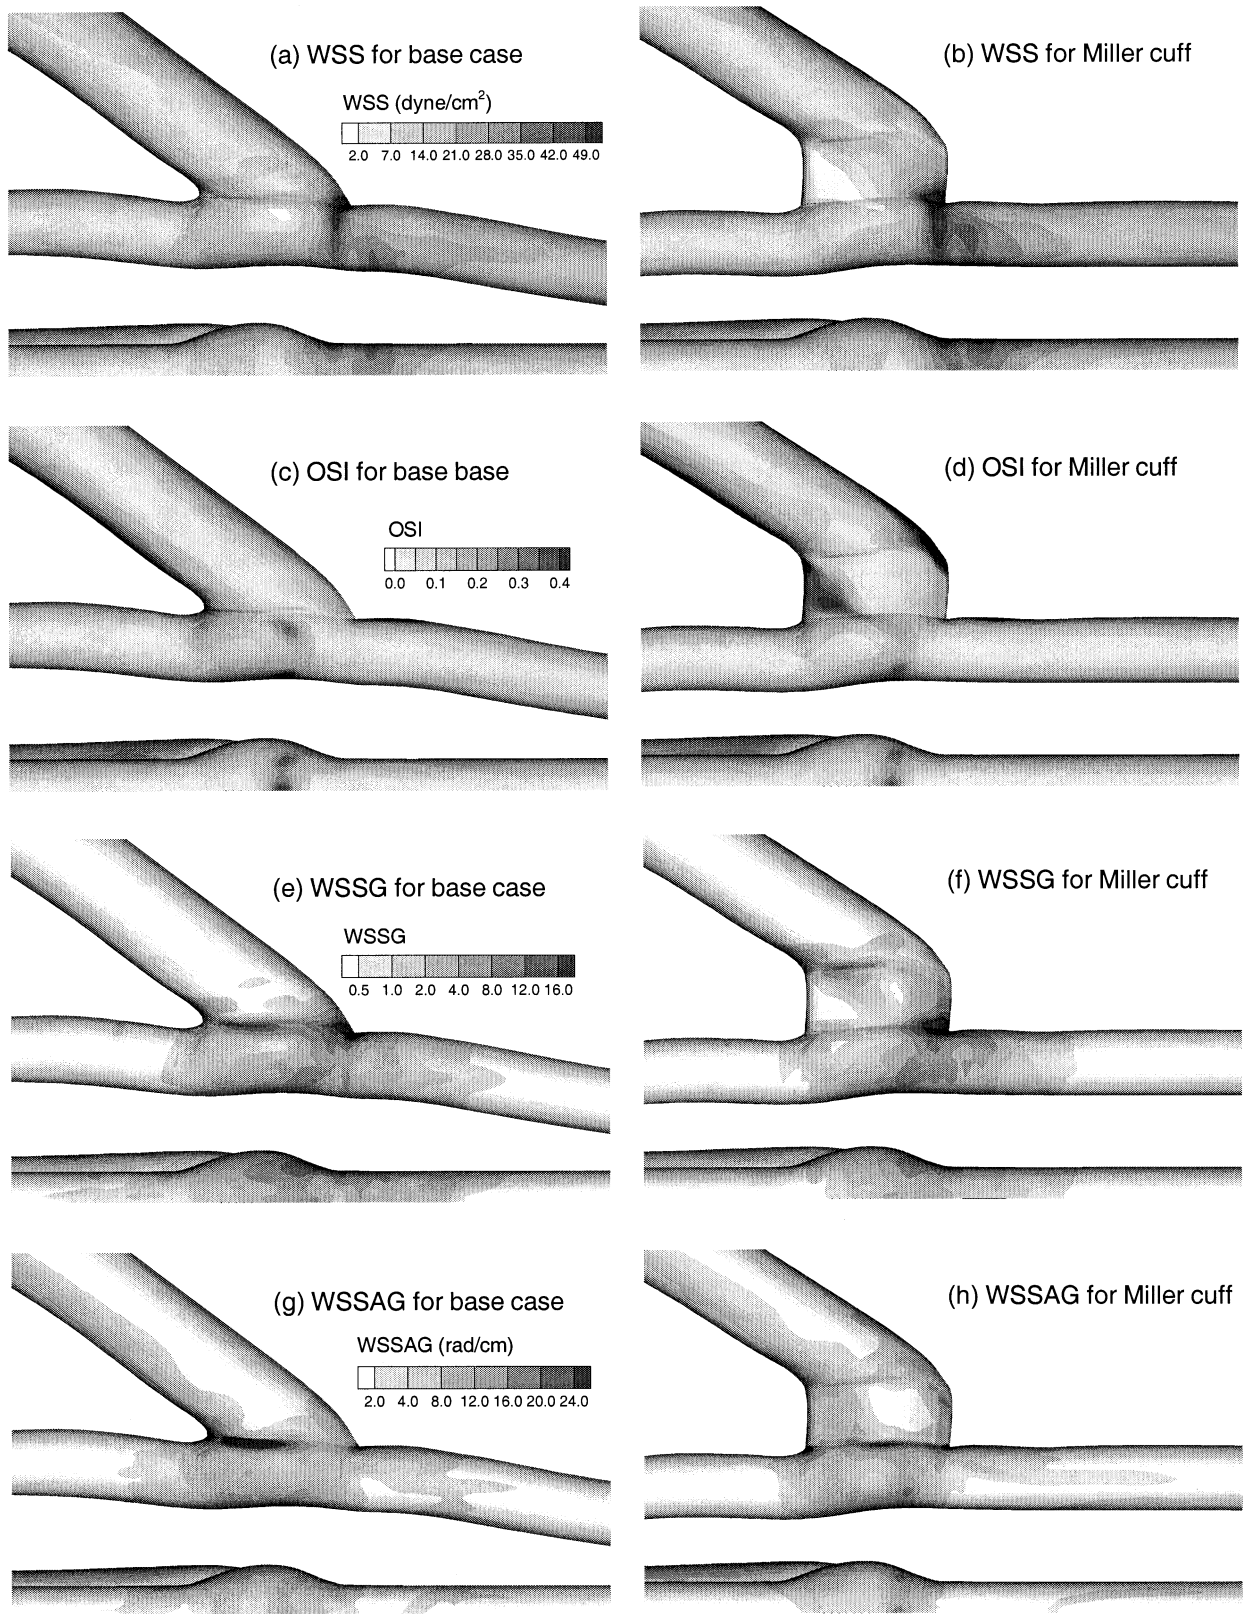 (a) WSS for base case
WSS (dyne/cm²)
2.0 7.0 14.0 21.0 28.0 35.0 42.0 49.0
(b) WSS for Miller cuff
(c) OSI for base base
OSI
0.0 0.1 0.2 0.3 0.4
(d) OSI for Miller cuff
(e) WSSG for base case
WSSG
0.5 1.0 2.0 4.0 8.0 12.0 16.0
(f) WSSG for Miller cuff
(g) WSSAG for base case
WSSAG (rad/cm)
2.0 4.0 8.0 12.0 16.0 20.0 24.0
(h) WSSAG for Miller cuff